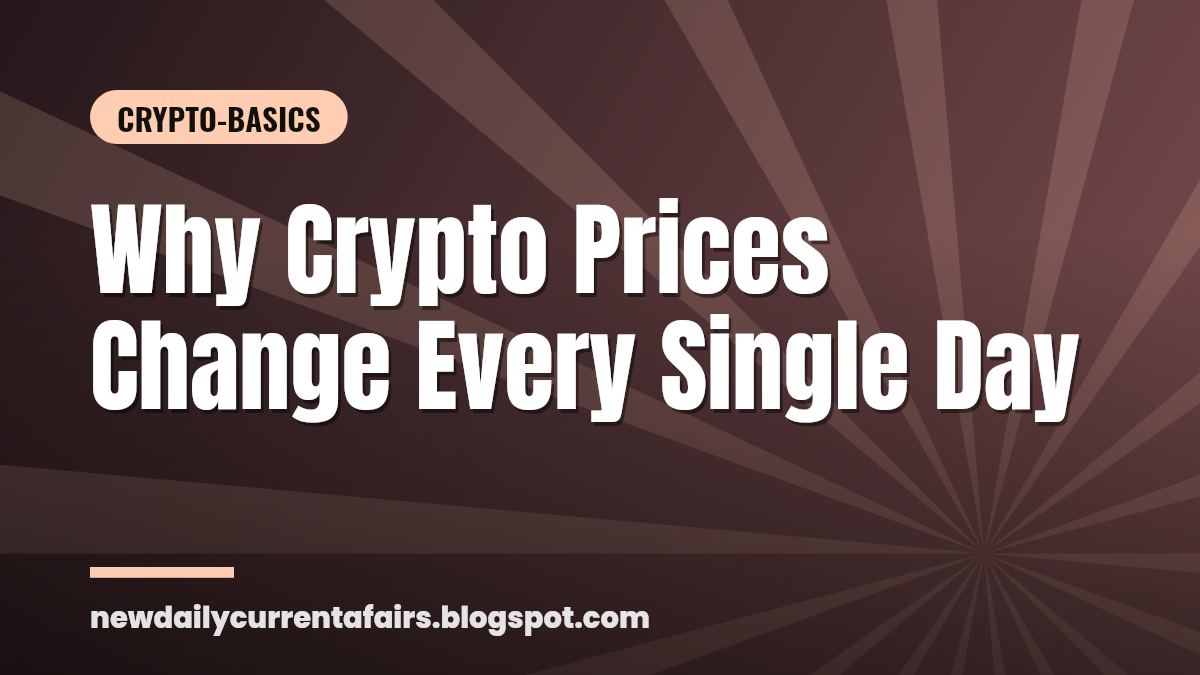 CRYPTO-BASICS
Why Crypto Prices
Change Every Single Day
newdailycurrentafairs.blogspot.com